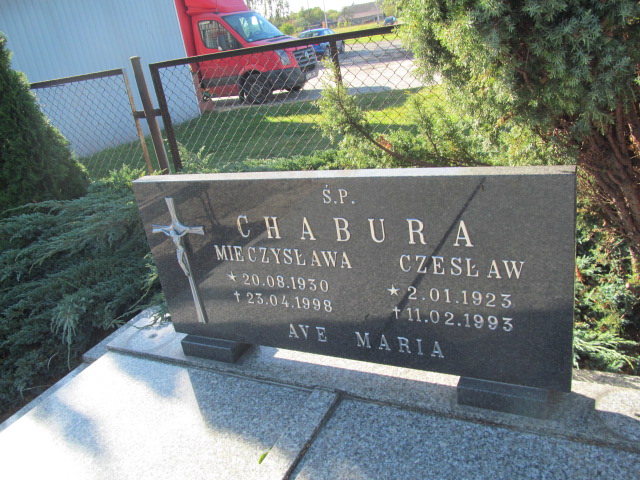 Ś.P.
CHABURA
MIECZYSŁAWA CZESŁAW
* 20.08.1930 * 2.01.1923
† 23.04.1998 † 11.02.1993
AVE MARIA